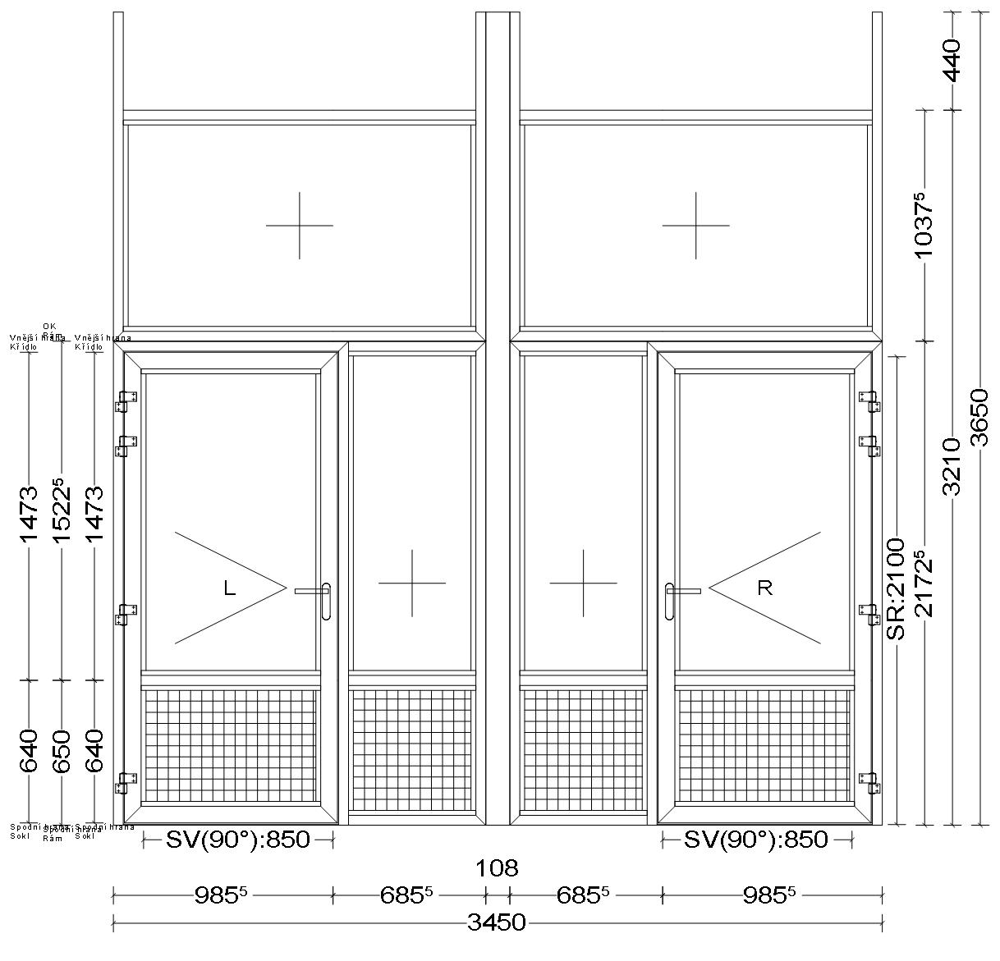 440
1037⁵
3650
3210
OK
Rám
Vnější hrana
Křídlo
Vnější hrana
Křídlo
1473
1522⁵
1473
SR:2100
2172⁵
L
R
640
650
640
Spodní hrana
Sokl
Spodní hrana
Rám
Spodní hrana
Sokl
SV(90°):850
SV(90°):850
108
985⁵
685⁵
685⁵
985⁵
3450